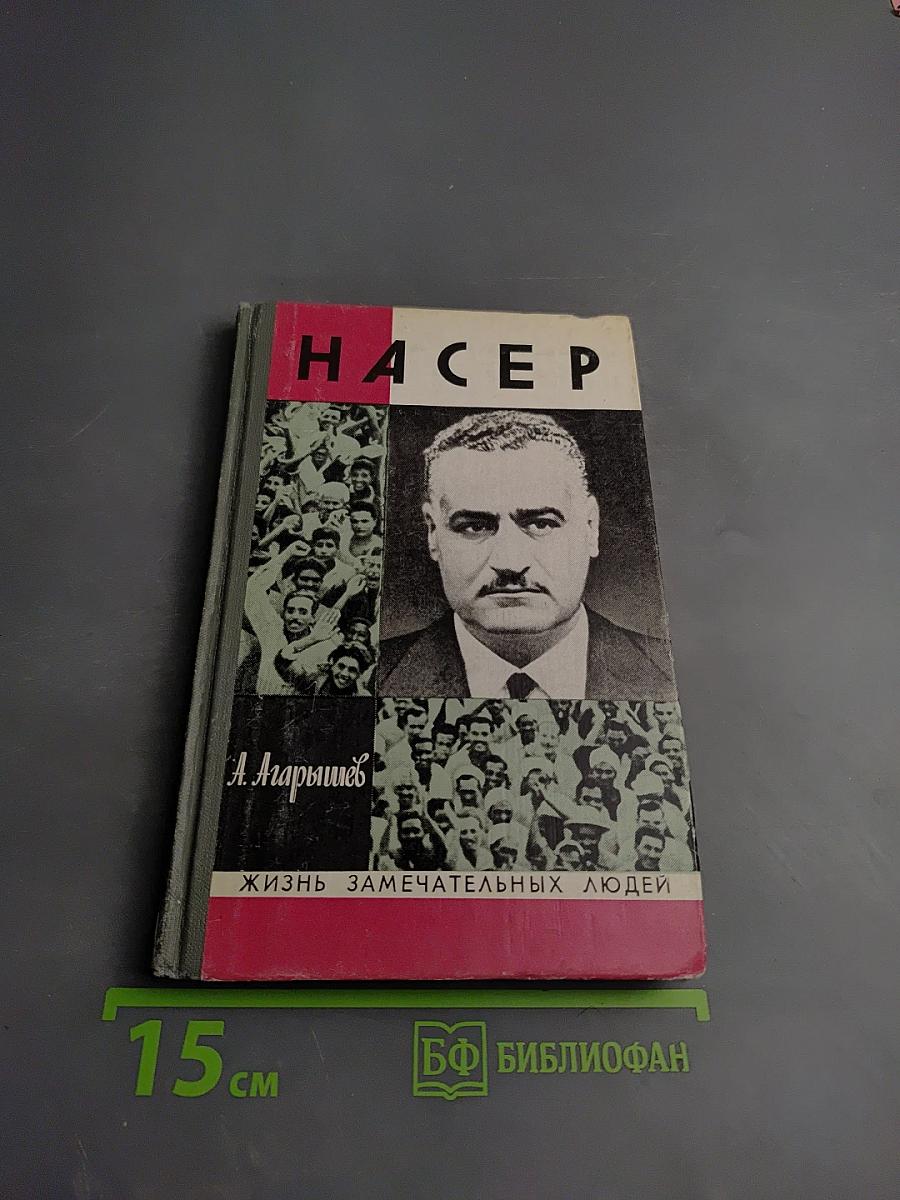 НАСЕР
А. Агарышев
ЖИЗНЬ ЗАМЕЧАТЕЛЬНЫХ ЛЮДЕЙ
15 см
БФ БИБЛИОФАН